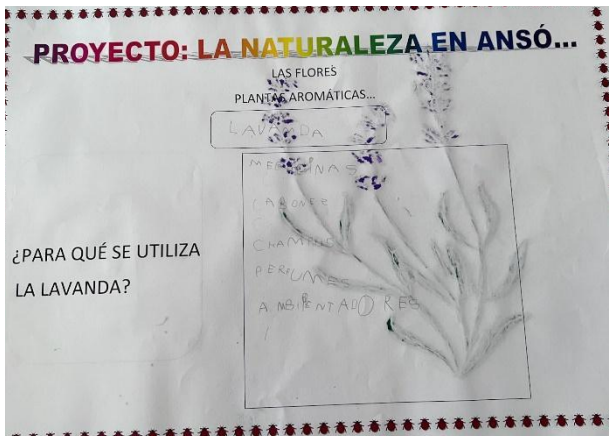 PROYECTO: LA NATURALEZA EN ANSÓ...
LAS FLORES
PLANTAS AROMÁTICAS...
LAVANDA
¿PARA QUÉ SE UTILIZA
LA LAVANDA?
MEDICINAS
JABONES
CHAMPUS
PERFUMES
AMBIENTADORES